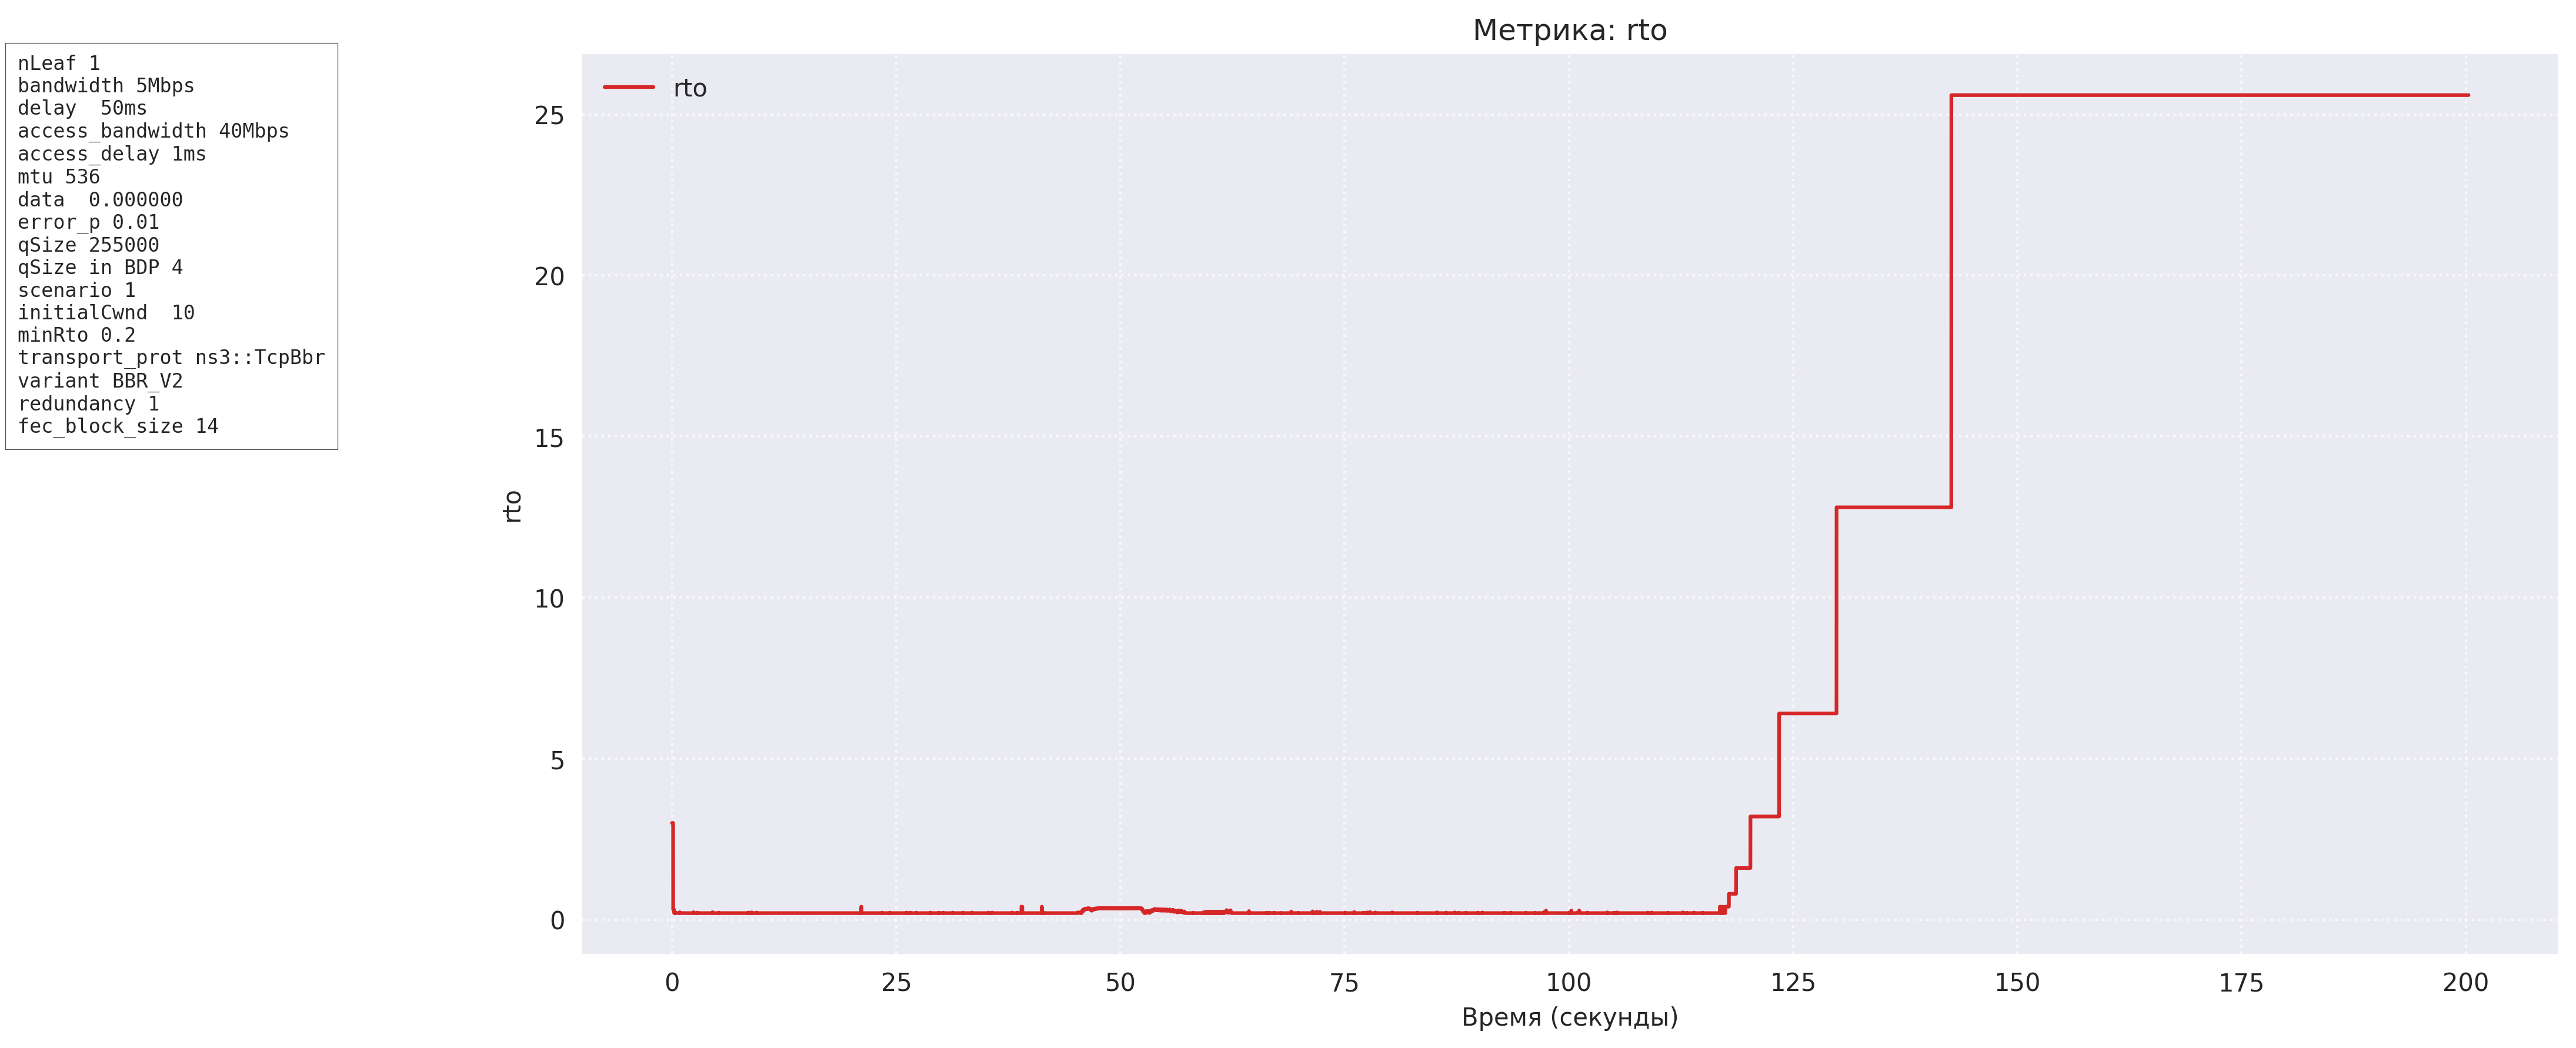 Метрика: rto
nLeaf 1
bandwidth 5Mbps
delay  50ms
access_bandwidth 40Mbps
access_delay 1ms
mtu 536
data  0.000000
error_p 0.01
qSize 255000
qSize in BDP 4
scenario 1
initialCwnd  10
minRto 0.2
transport_prot ns3::TcpBbr
variant BBR_V2
redundancy 1
fec_block_size 14
rto
25
20
15
10
5
0
rto
0 25 50 75 100 125 150 175 200
Время (секунды)